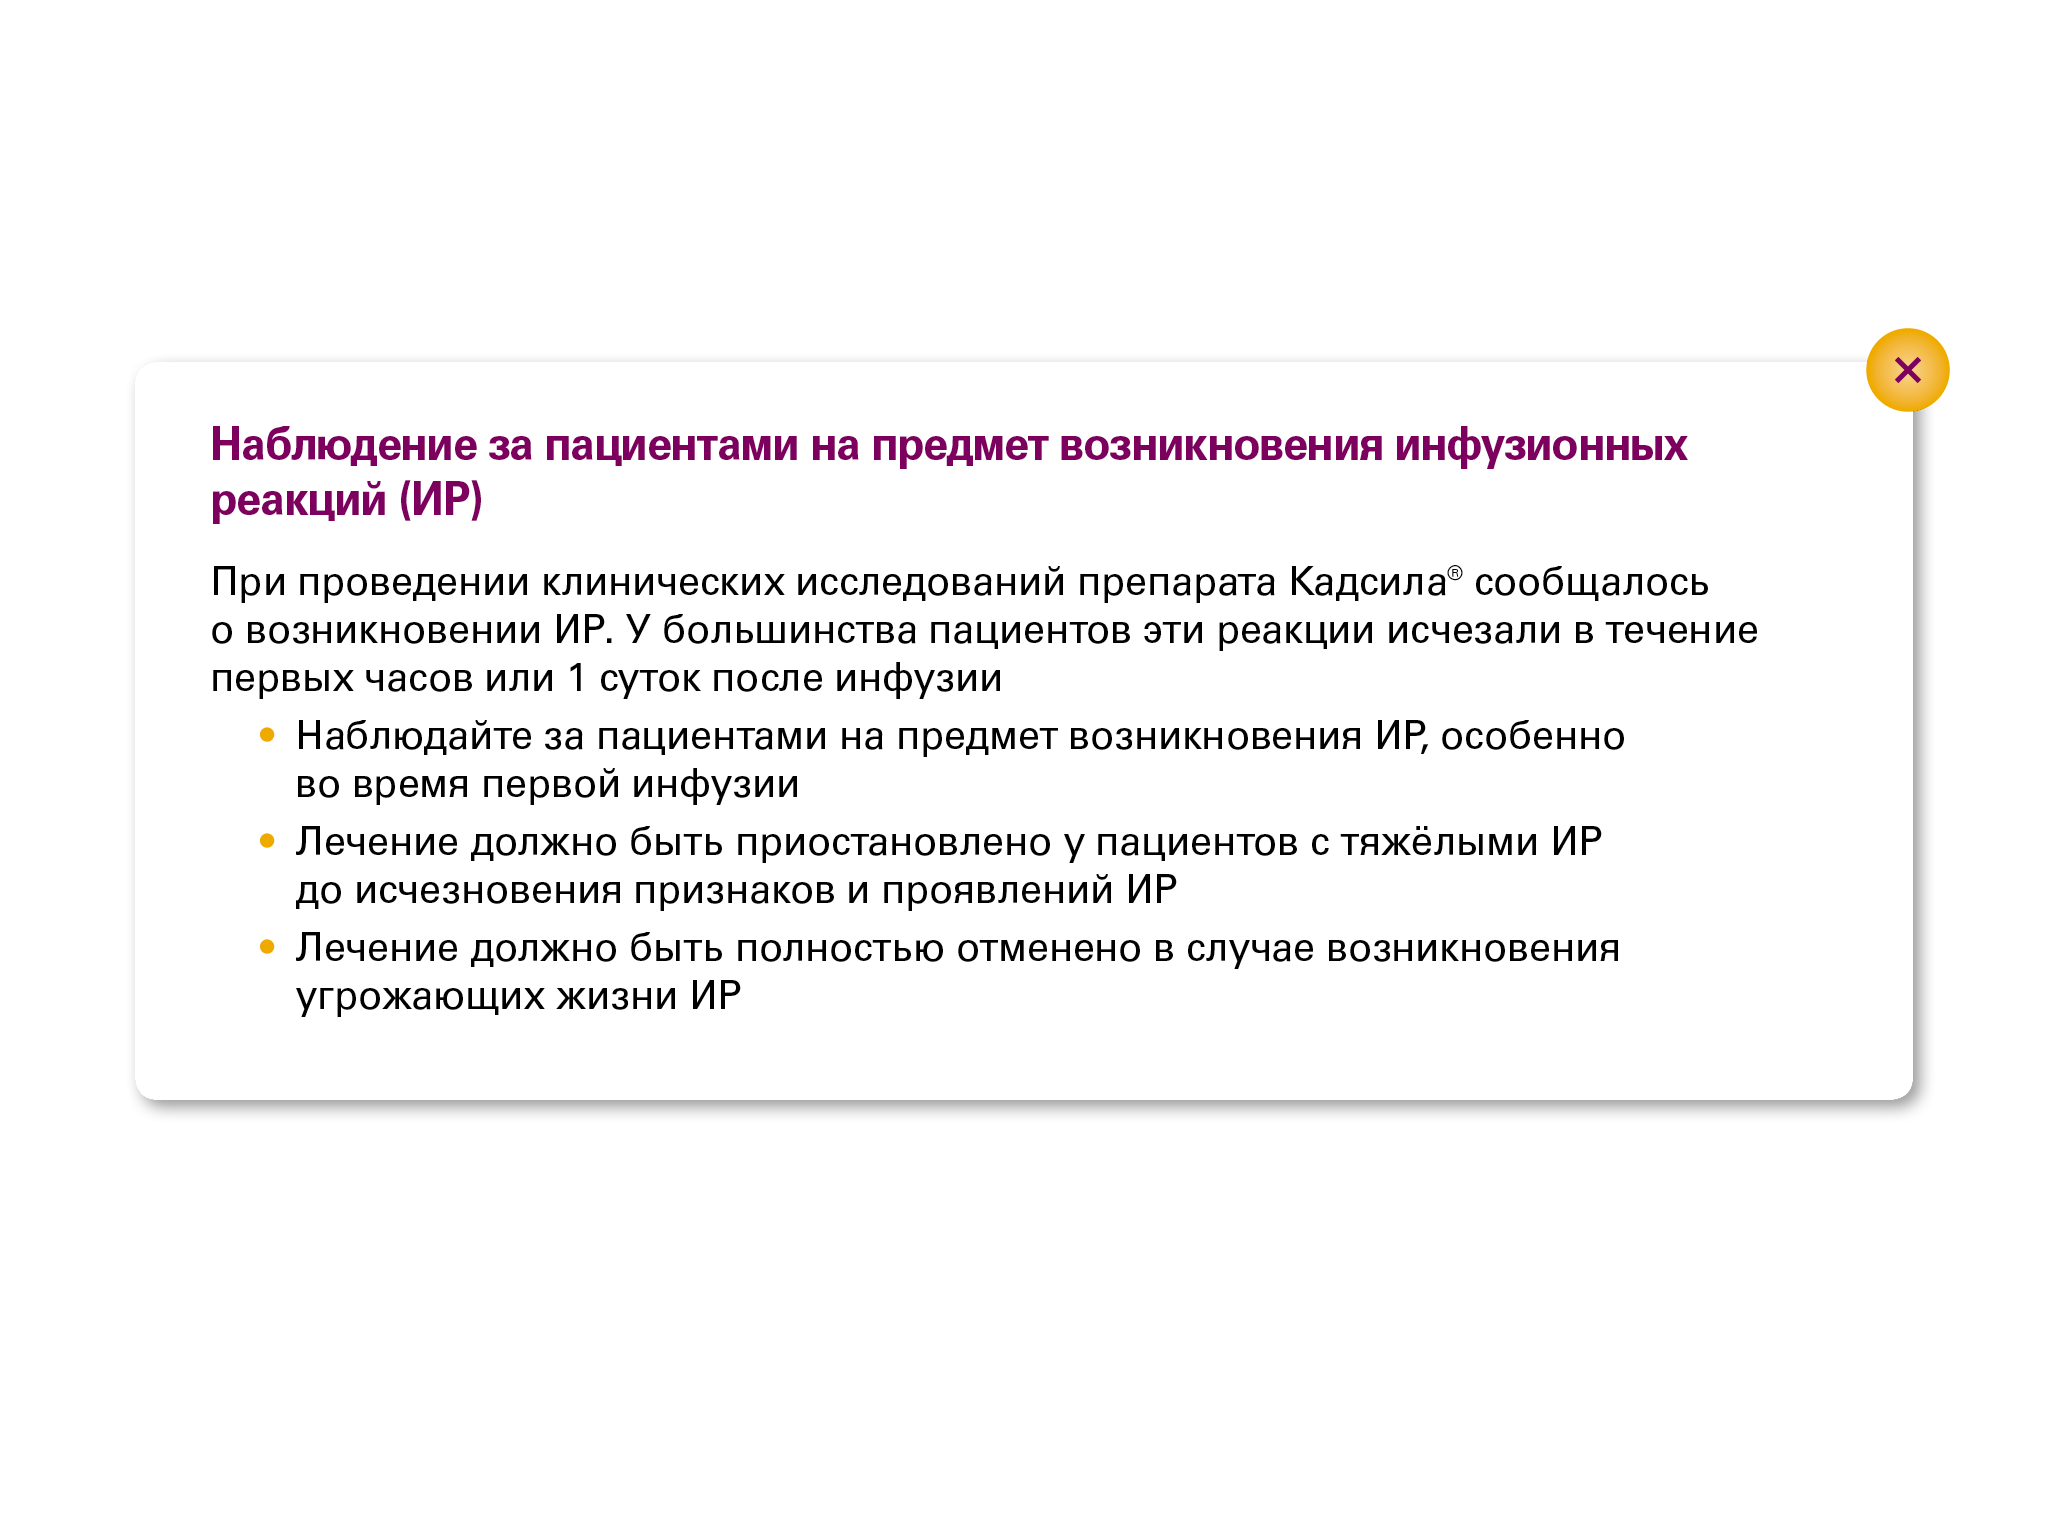 Наблюдение за пациентами на предмет возникновения инфузионных
реакций (ИР)
При проведении клинических исследований препарата Кадсила® сообщалось
о возникновении ИР. У большинства пациентов эти реакции исчезали в течение
первых часов или 1 суток после инфузии
• Наблюдайте за пациентами на предмет возникновения ИР, особенно
во время первой инфузии
• Лечение должно быть приостановлено у пациентов с тяжёлыми ИР
до исчезновения признаков и проявлений ИР
• Лечение должно быть полностью отменено в случае возникновения
угрожающих жизни ИР